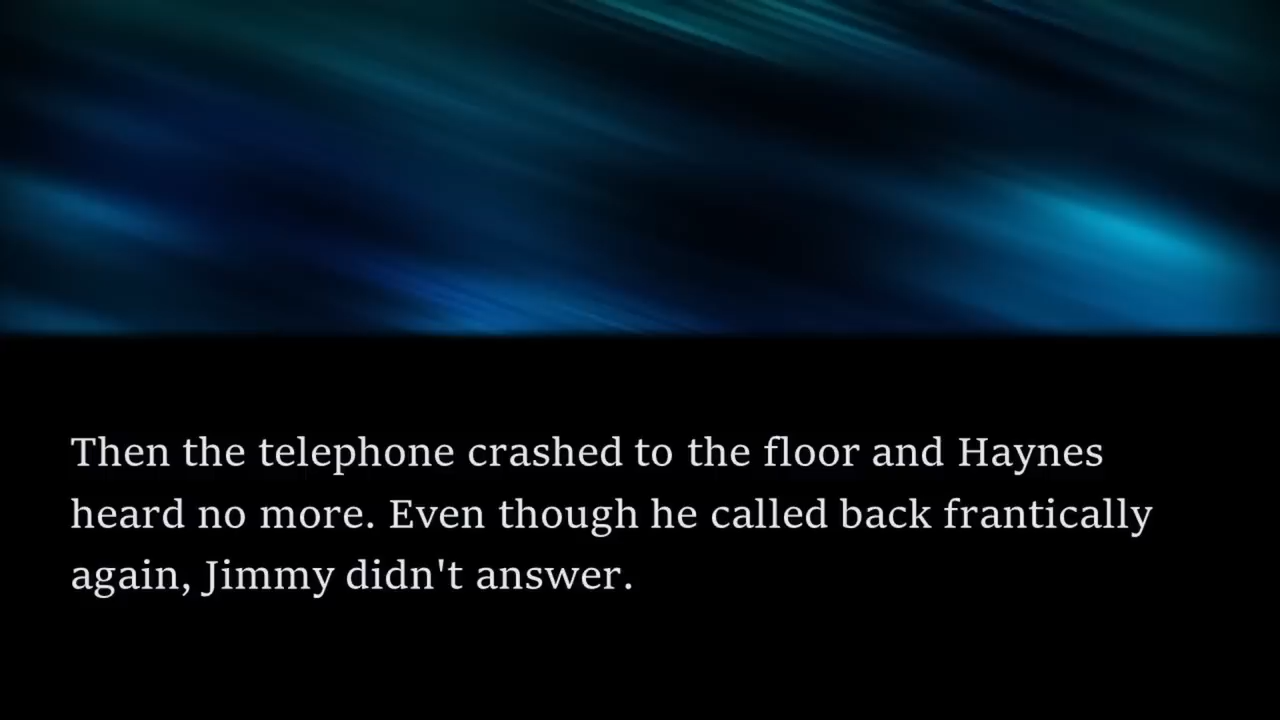 Then the telephone crashed to the floor and Haynes
heard no more. Even though he called back frantically
again, Jimmy didn't answer.